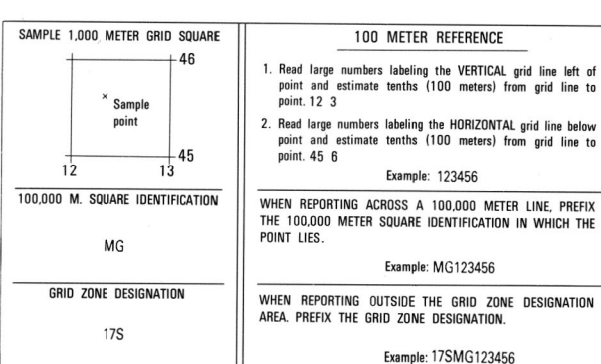 SAMPLE 1,000 METER GRID SQUARE
46
Sample
point
45
12
13
100,000 M. SQUARE IDENTIFICATION
MG
GRID ZONE DESIGNATION
17S
100 METER REFERENCE
1. Read large numbers labeling the VERTICAL grid line left of
point and estimate tenths (100 meters) from grid line to
point. 12 3
2. Read large numbers labeling the HORIZONTAL grid line below
point and estimate tenths (100 meters) from grid line to
point. 45 6
Example: 123456
WHEN REPORTING ACROSS A 100,000 METER LINE, PREFIX
THE 100,000 METER SQUARE IDENTIFICATION IN WHICH THE
POINT LIES.
Example: MG123456
WHEN REPORTING OUTSIDE THE GRID ZONE DESIGNATION
AREA. PREFIX THE GRID ZONE DESIGNATION.
Example: 17SMG123456